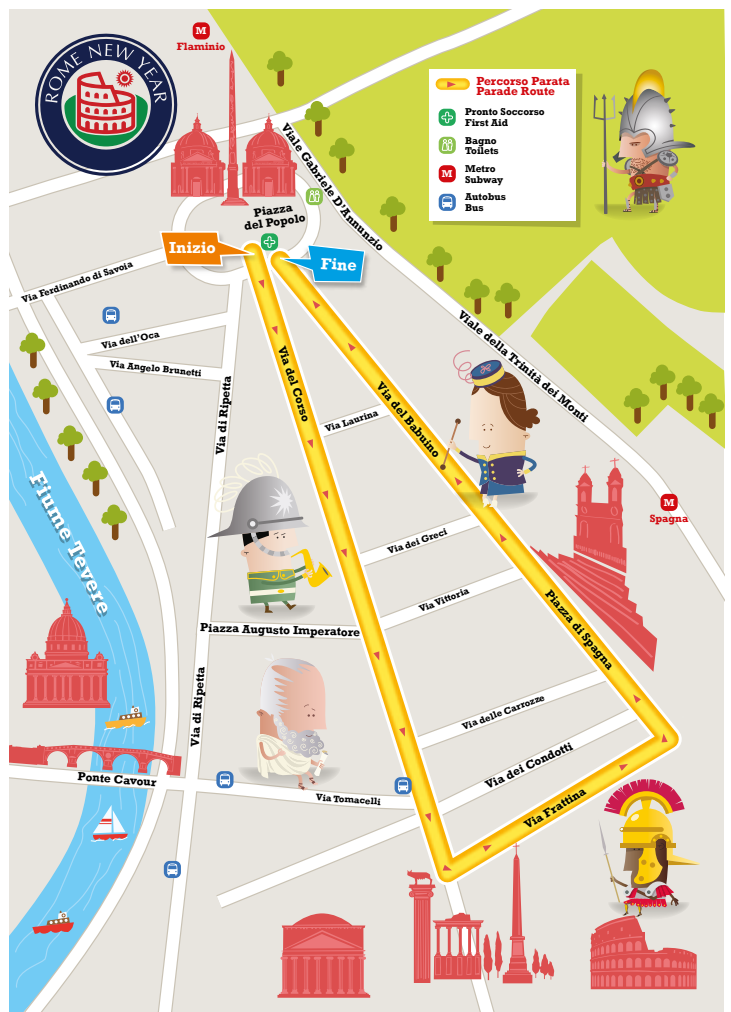 ROME NEW YEAR
M
Flaminio
Percorso Parata
Parade Route
Pronto Soccorso
First Aid
Bagno
Toilets
M
Metro
Subway
Autobus
Bus
Viale Gabriele D'Annunzio
Piazza
del Popolo
Inizio
Fine
Via Ferdinando di Savoia
Via dell'Oca
Via Angelo Brunetti
Via di Ripetta
Via del Corso
Via Laurina
Via del Babuino
Viale della Trinità dei Monti
M
Spagna
Fiume Tevere
Via dei Greci
Via Vittoria
Piazza di Spagna
Piazza Augusto Imperatore
Via di Ripetta
Via delle Carrozze
Via dei Condotti
Ponte Cavour
Via Tomacelli
Via Frattina